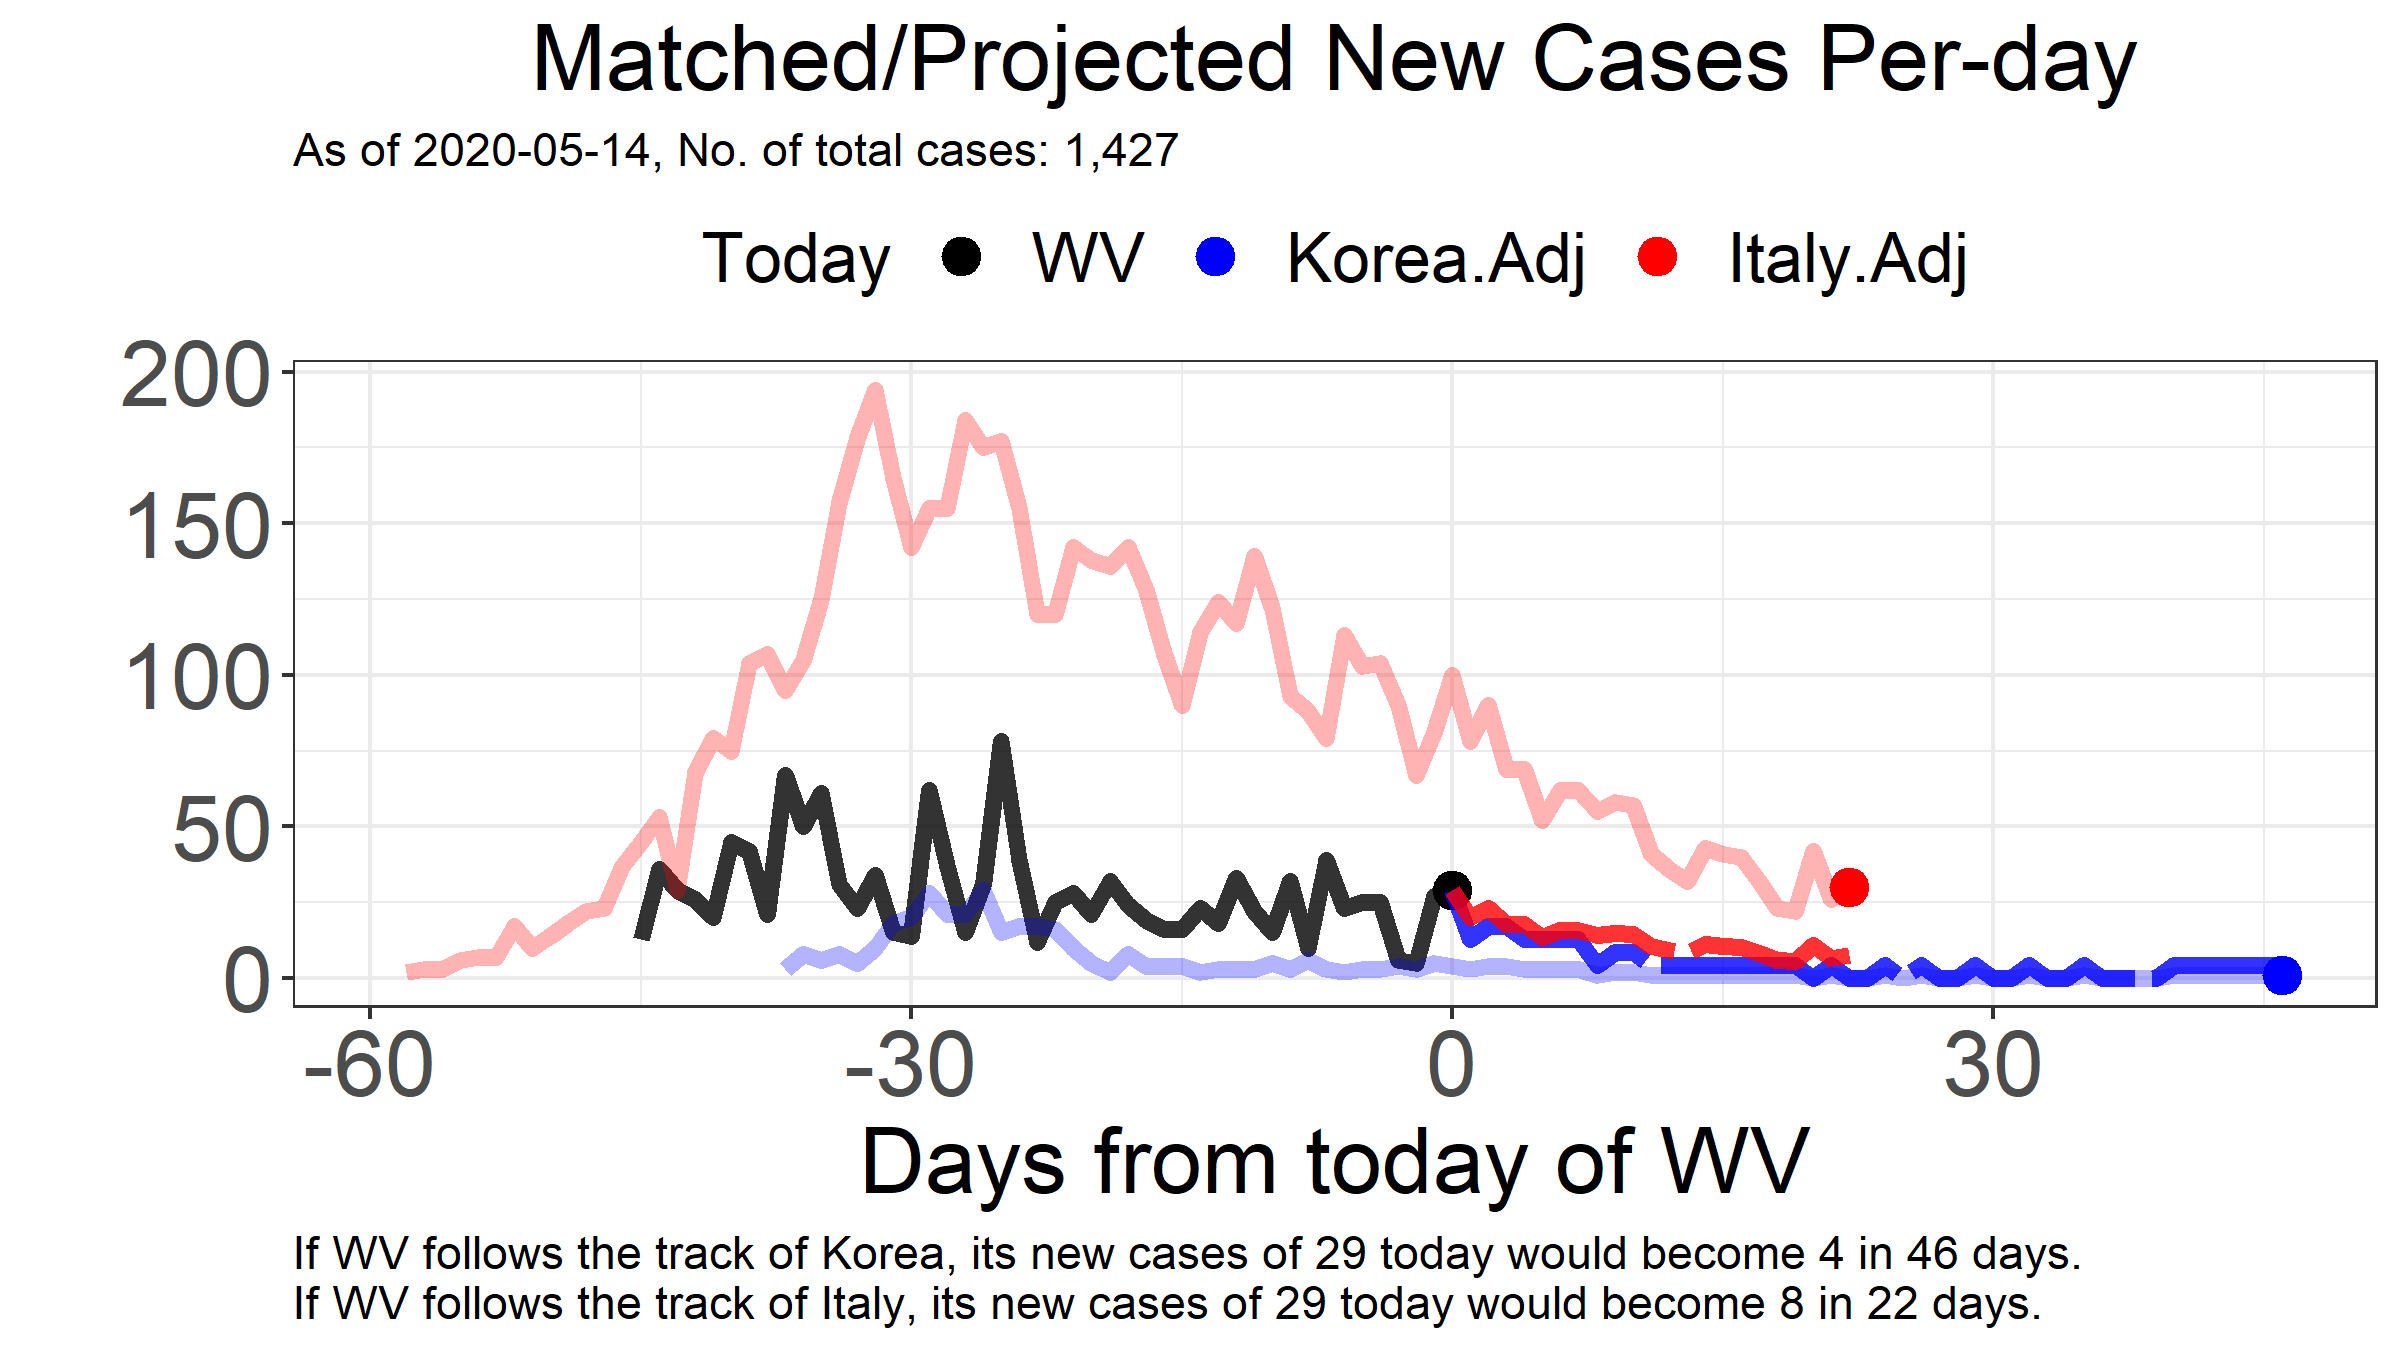 Matched/Projected New Cases Per-day
As of 2020-05-14, No. of total cases: 1,427
Today WV Korea.Adj Italy.Adj
200
150
100
50
0
-60 -30 0 30
Days from today of WV
If WV follows the track of Korea, its new cases of 29 today would become 4 in 46 days.
If WV follows the track of Italy, its new cases of 29 today would become 8 in 22 days.